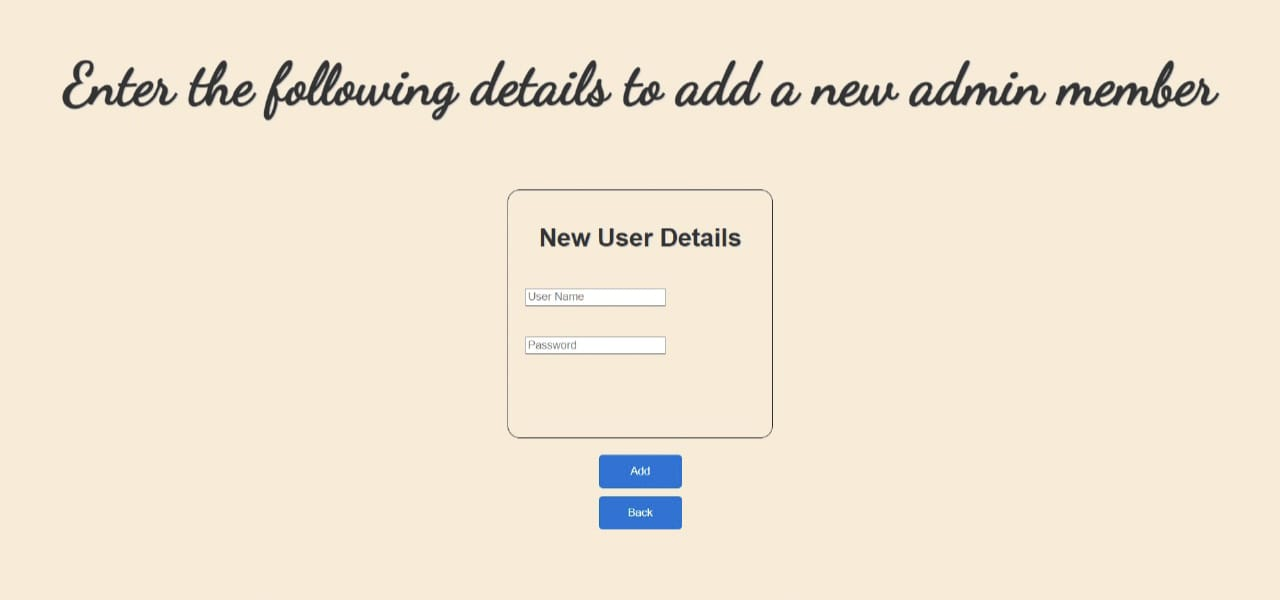 Enter the following details to add a new admin member
New User Details
User Name
Password
Add
Back